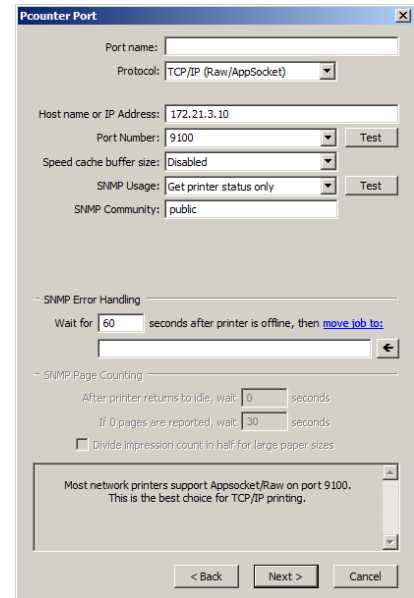 Pcounter Port
Port name:
Protocol: TCP/IP (Raw/AppSocket)
Host name or IP Address: 172.21.3.10
Port Number: 9100 Test
Speed cache buffer size: Disabled
SNMP Usage: Get printer status only Test
SNMP Community: public
SNMP Error Handling
Wait for 60 seconds after printer is offline, then move job to:
SNMP Page Counting
After printer returns to idle, wait 0 seconds
If 0 pages are reported, wait 30 seconds
Divide impression count in half for large paper sizes
Most network printers support Appsocket/Raw on port 9100.
This is the best choice for TCP/IP printing.
< Back Next > Cancel